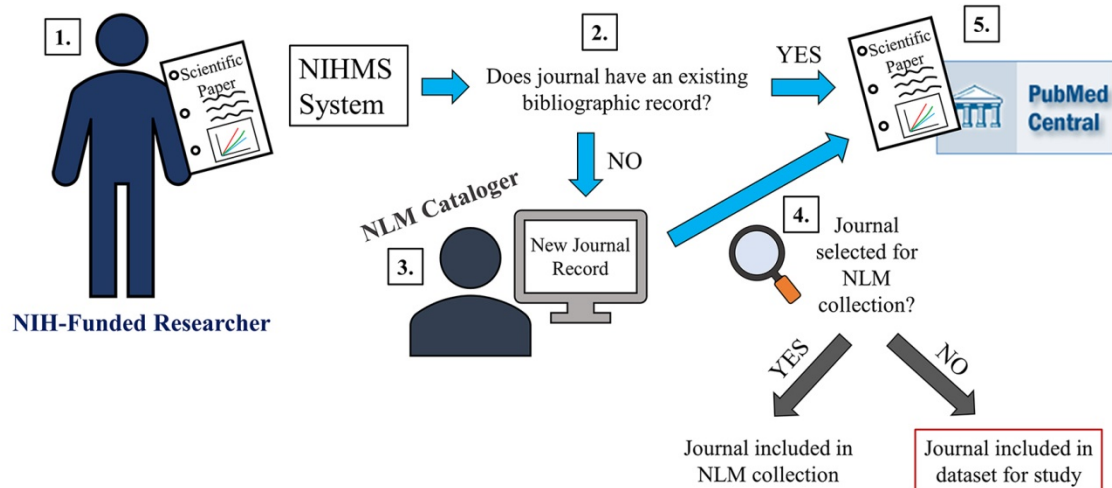 1.
Scientific
Paper
NIH-Funded Researcher
NIHMS
System
2.
Does journal have an existing
bibliographic record?
YES
NO
NLM Cataloger
3.
New Journal
Record
4.
Journal
selected for
NLM
collection?
YES
NO
Journal included in
NLM collection
Journal included in
dataset for study
5.
Scientific
Paper
PubMed
Central